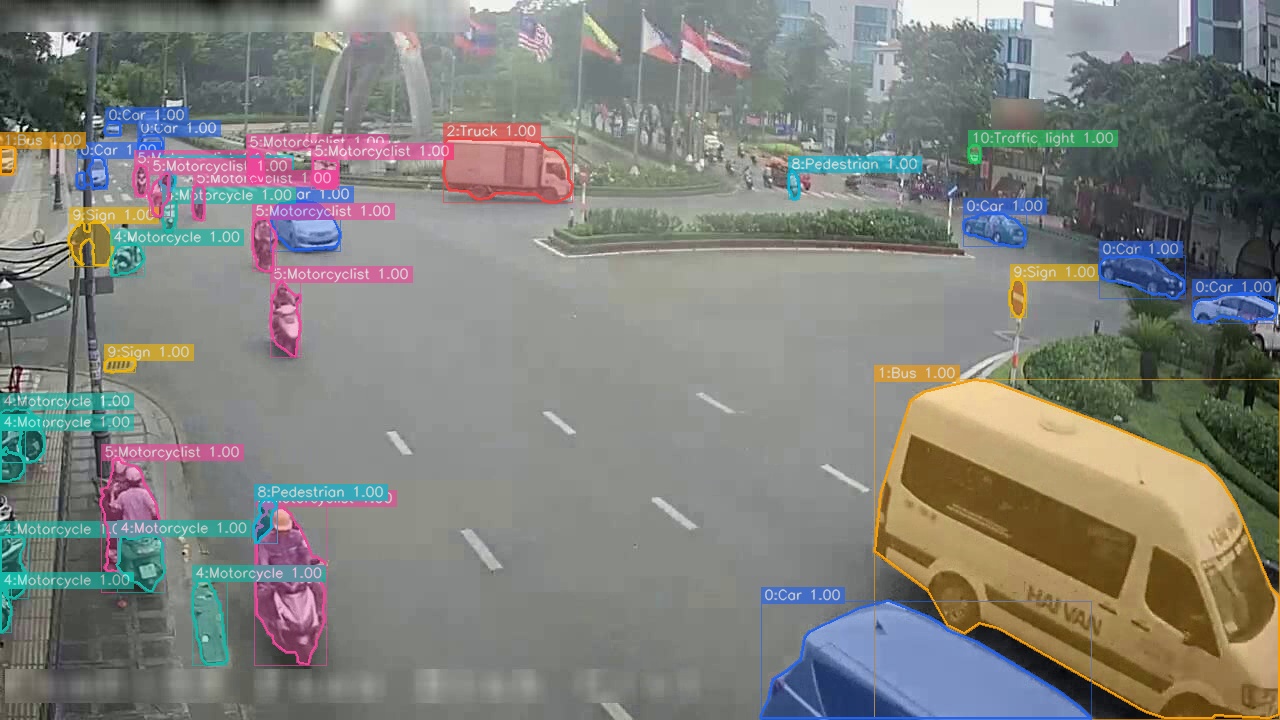 0:Car 1.00
0:Car 1.00
1:Bus 1.00
0:Car 1.00
5:Motorcyclist 1.00
5:Motorcyclist 1.00
2:Truck 1.00
10:Traffic light 1.00
8:Pedestrian 1.00
5:Motorcyclist 1.00
5:Motorcyclist 1.00
Motorcycle 1.00
ar 1.00
0:Car 1.00
5:Motorcyclist 1.00
9:Sign 1.00
4:Motorcycle 1.00
0:Car 1.00
5:Motorcyclist 1.00
9:Sign 1.00
0:Car 1.00
9:Sign 1.00
1:Bus 1.00
4:Motorcycle 1.00
4:Motorcycle 1.00
5:Motorcyclist 1.00
8:Pedestrian 1.00
4:Motorcycle 1.00
4:Motorcycle 1.00
4:Motorcycle 1.00
4:Motorcycle 1.00
0:Car 1.00
HAI VAN